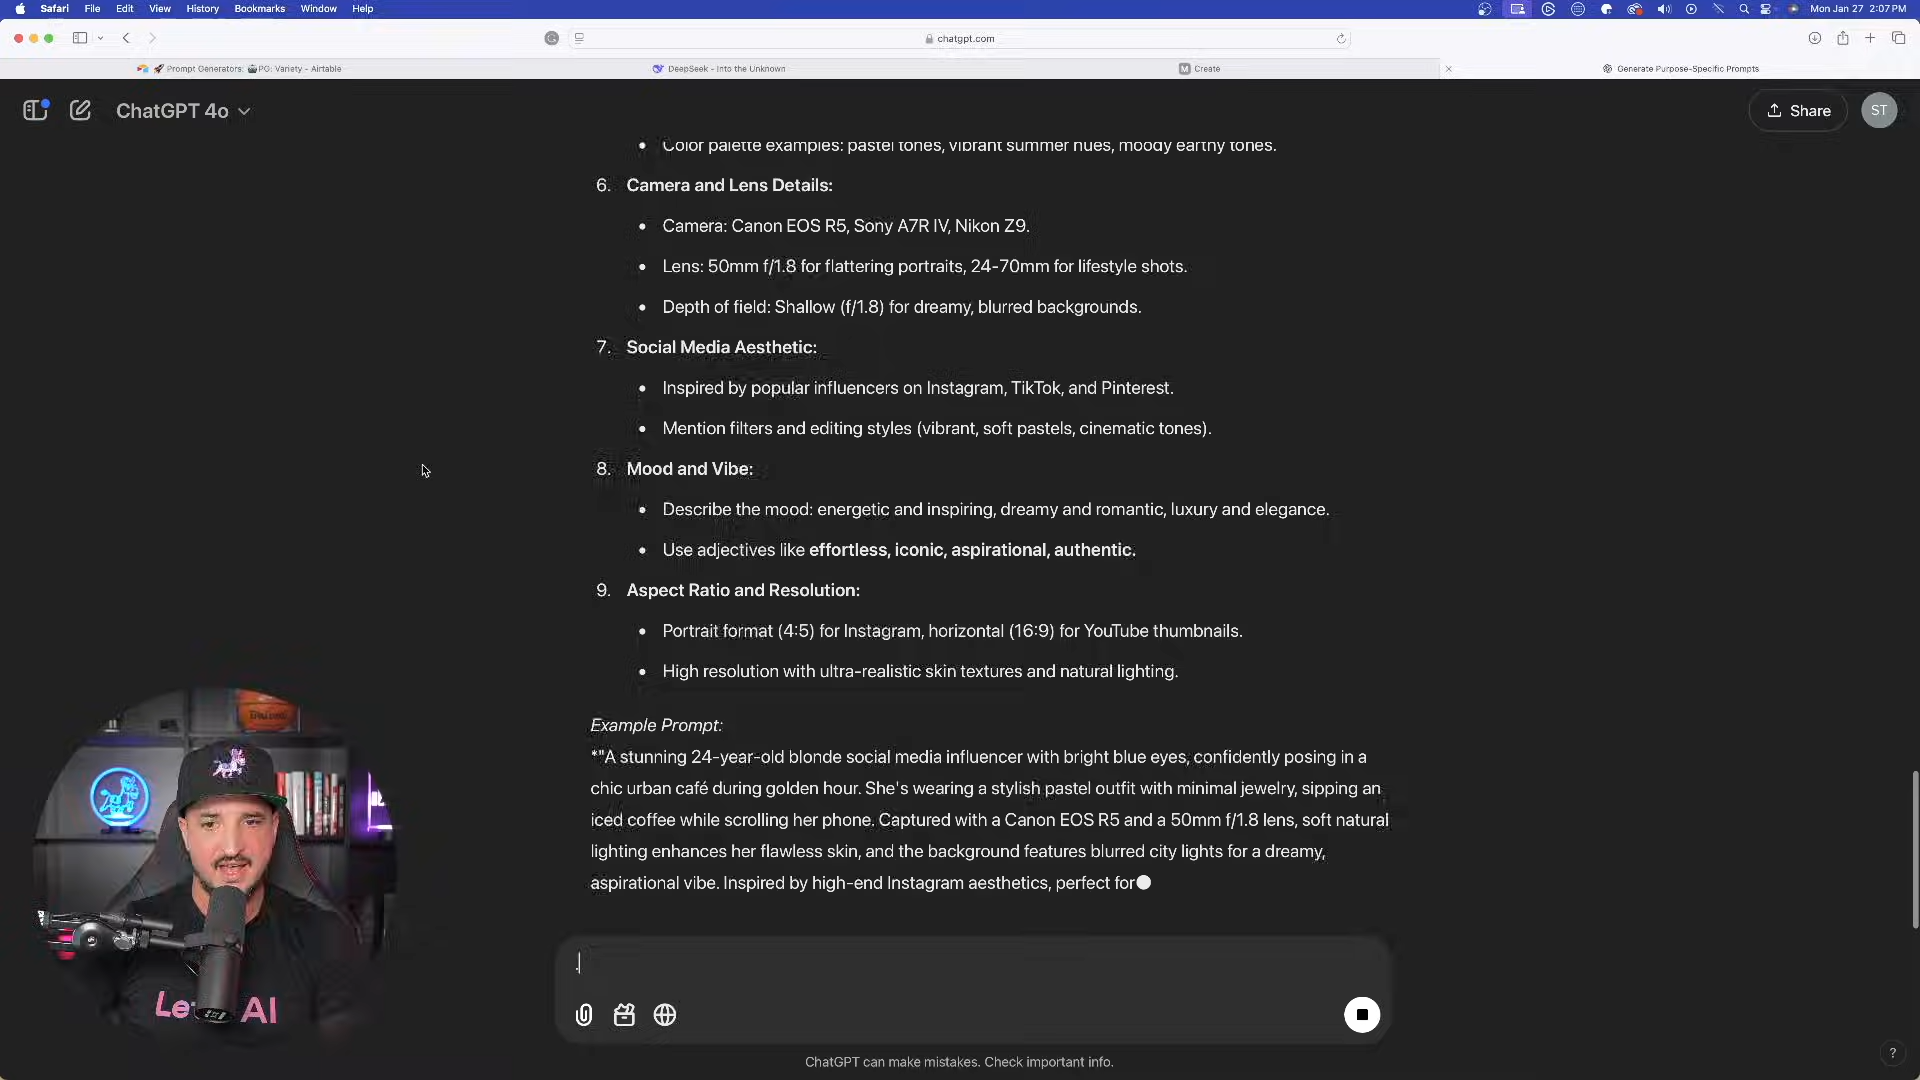 Safari File Edit View History Bookmarks Window Help
Mon Jan 27 2:07 PM
chatgpt.com
Prompt Generators: PG: Variety - Airtable
DeepSeek - Into the Unknown
M Create
Generate Purpose-Specific Prompts
ChatGPT 4o
Share
ST
• Color palette examples: pastel tones, vibrant summer hues, moody earthy tones.
6. Camera and Lens Details:
• Camera: Canon EOS R5, Sony A7R IV, Nikon Z9.
• Lens: 50mm f/1.8 for flattering portraits, 24-70mm for lifestyle shots.
• Depth of field: Shallow (f/1.8) for dreamy, blurred backgrounds.
7. Social Media Aesthetic:
• Inspired by popular influencers on Instagram, TikTok, and Pinterest.
• Mention filters and editing styles (vibrant, soft pastels, cinematic tones).
8. Mood and Vibe:
• Describe the mood: energetic and inspiring, dreamy and romantic, luxury and elegance.
• Use adjectives like effortless, iconic, aspirational, authentic.
9. Aspect Ratio and Resolution:
• Portrait format (4:5) for Instagram, horizontal (16:9) for YouTube thumbnails.
• High resolution with ultra-realistic skin textures and natural lighting.
Example Prompt:
*"A stunning 24-year-old blonde social media influencer with bright blue eyes, confidently posing in a
chic urban café during golden hour. She's wearing a stylish pastel outfit with minimal jewelry, sipping an
iced coffee while scrolling her phone. Captured with a Canon EOS R5 and a 50mm f/1.8 lens, soft natural
lighting enhances her flawless skin, and the background features blurred city lights for a dreamy,
aspirational vibe. Inspired by high-end Instagram aesthetics, perfect for
.
AI
ChatGPT can make mistakes. Check important info.
?